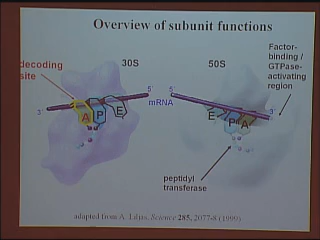 Overview of subunit functions
decoding
site
30S
50S
Factor-
binding /
GTPase-
activating
region
5'
5'
mRNA
3'
3'
A P E
E P A
peptidyl
transferase
adapted from A. Liljas, Science 285, 2077-8 (1999)